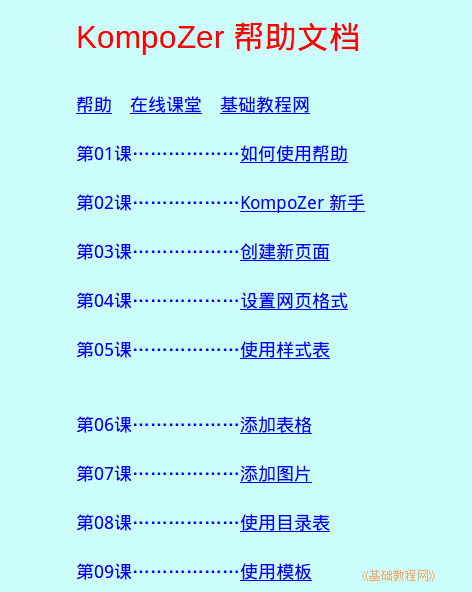 KompoZer 帮助文档
帮助 在线课堂 基础教程网
第01课………………如何使用帮助
第02课………………KompoZer 新手
第03课………………创建新页面
第04课………………设置网页格式
第05课………………使用样式表
第06课………………添加表格
第07课………………添加图片
第08课………………使用目录表
第09课………………使用模板
《基础教程网》